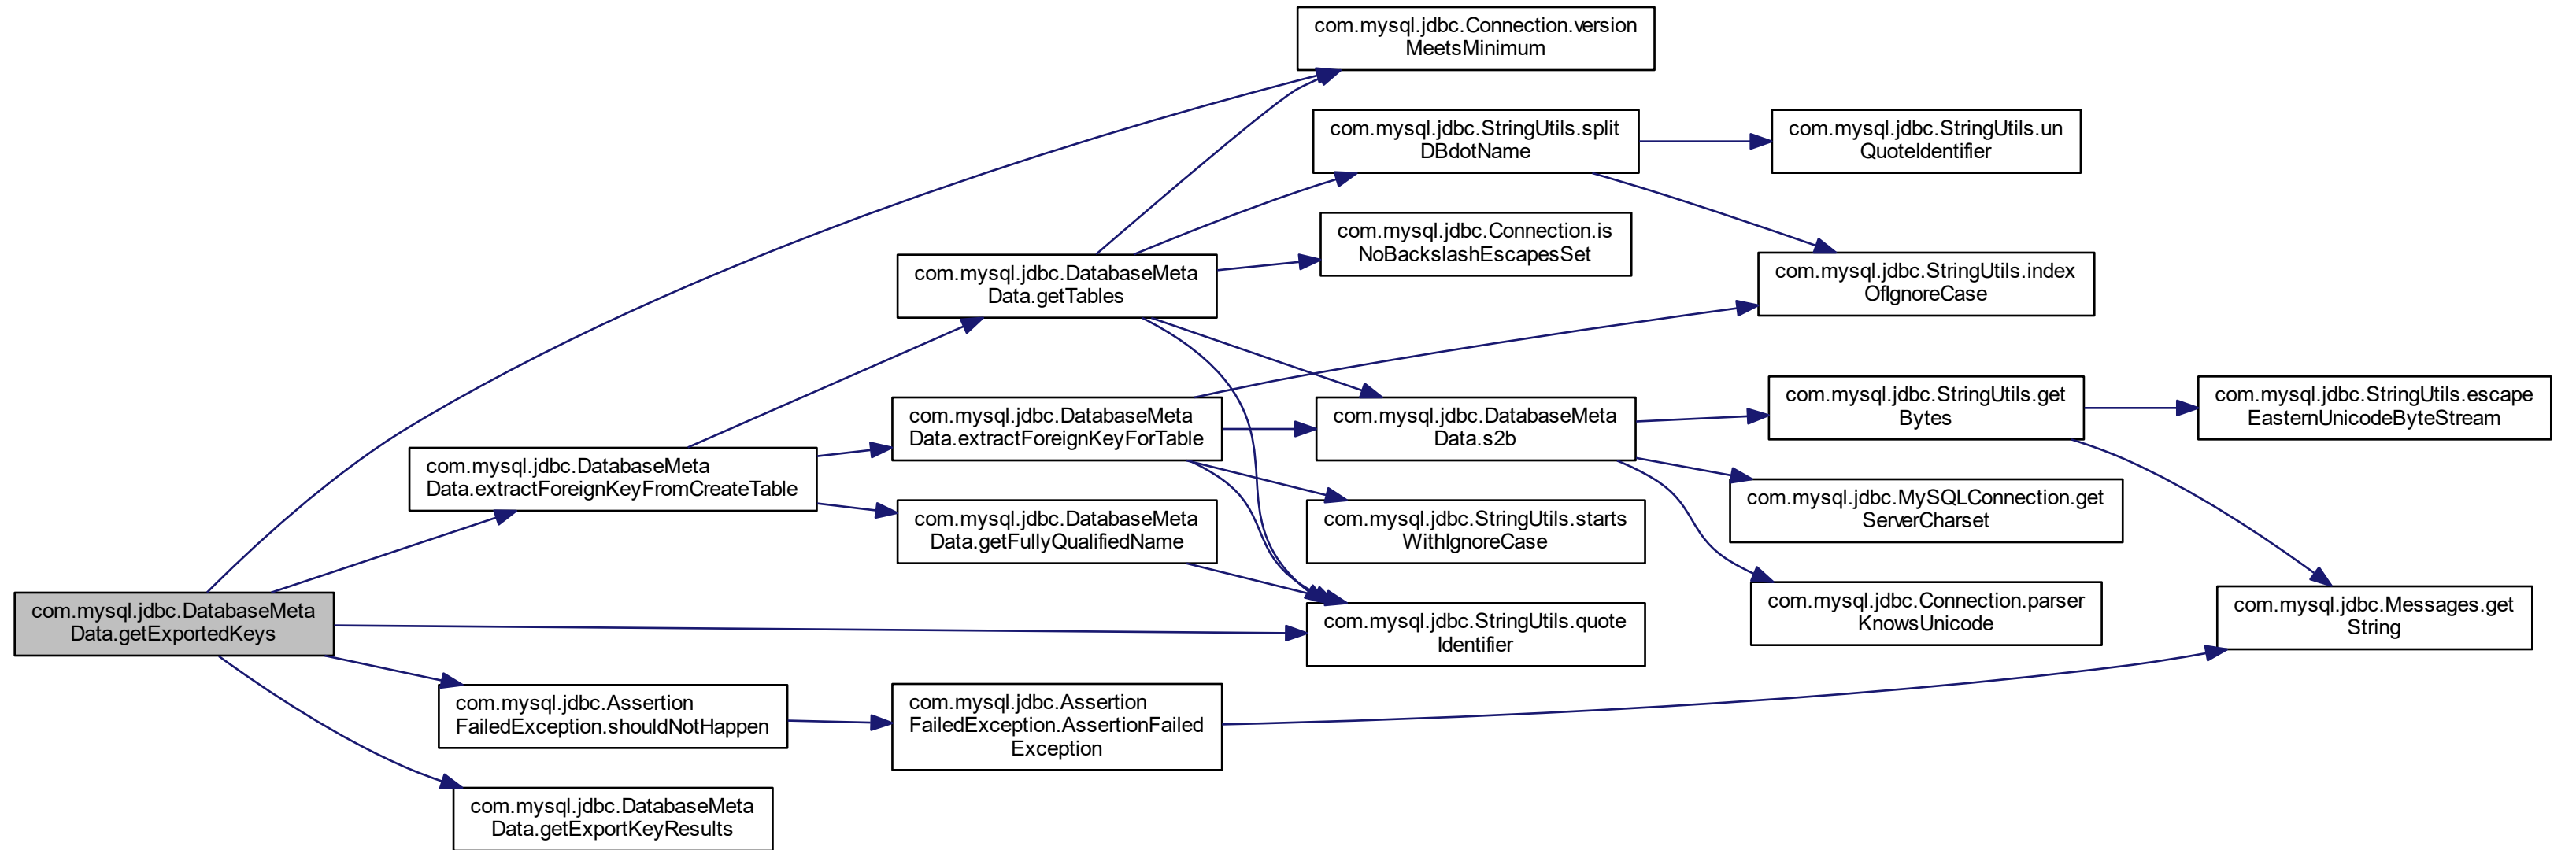 com.mysql.jdbc.Connection.version
MeetsMinimum
com.mysql.jdbc.StringUtils.split
DBdotName
com.mysql.jdbc.StringUtils.un
QuoteIdentifier
com.mysql.jdbc.Connection.is
NoBackslashEscapesSet
com.mysql.jdbc.DatabaseMeta
Data.getTables
com.mysql.jdbc.StringUtils.index
OfIgnoreCase
com.mysql.jdbc.DatabaseMeta
Data.extractForeignKeyForTable
com.mysql.jdbc.DatabaseMeta
Data.s2b
com.mysql.jdbc.StringUtils.get
Bytes
com.mysql.jdbc.StringUtils.escape
EasternUnicodeByteStream
com.mysql.jdbc.DatabaseMeta
Data.extractForeignKeyFromCreateTable
com.mysql.jdbc.MySQLConnection.get
ServerCharset
com.mysql.jdbc.DatabaseMeta
Data.getFullyQualifiedName
com.mysql.jdbc.StringUtils.starts
WithIgnoreCase
com.mysql.jdbc.Connection.parser
KnowsUnicode
com.mysql.jdbc.Messages.get
String
com.mysql.jdbc.DatabaseMeta
Data.getExportedKeys
com.mysql.jdbc.StringUtils.quote
Identifier
com.mysql.jdbc.Assertion
FailedException.shouldNotHappen
com.mysql.jdbc.Assertion
FailedException.AssertionFailed
Exception
com.mysql.jdbc.DatabaseMeta
Data.getExportKeyResults